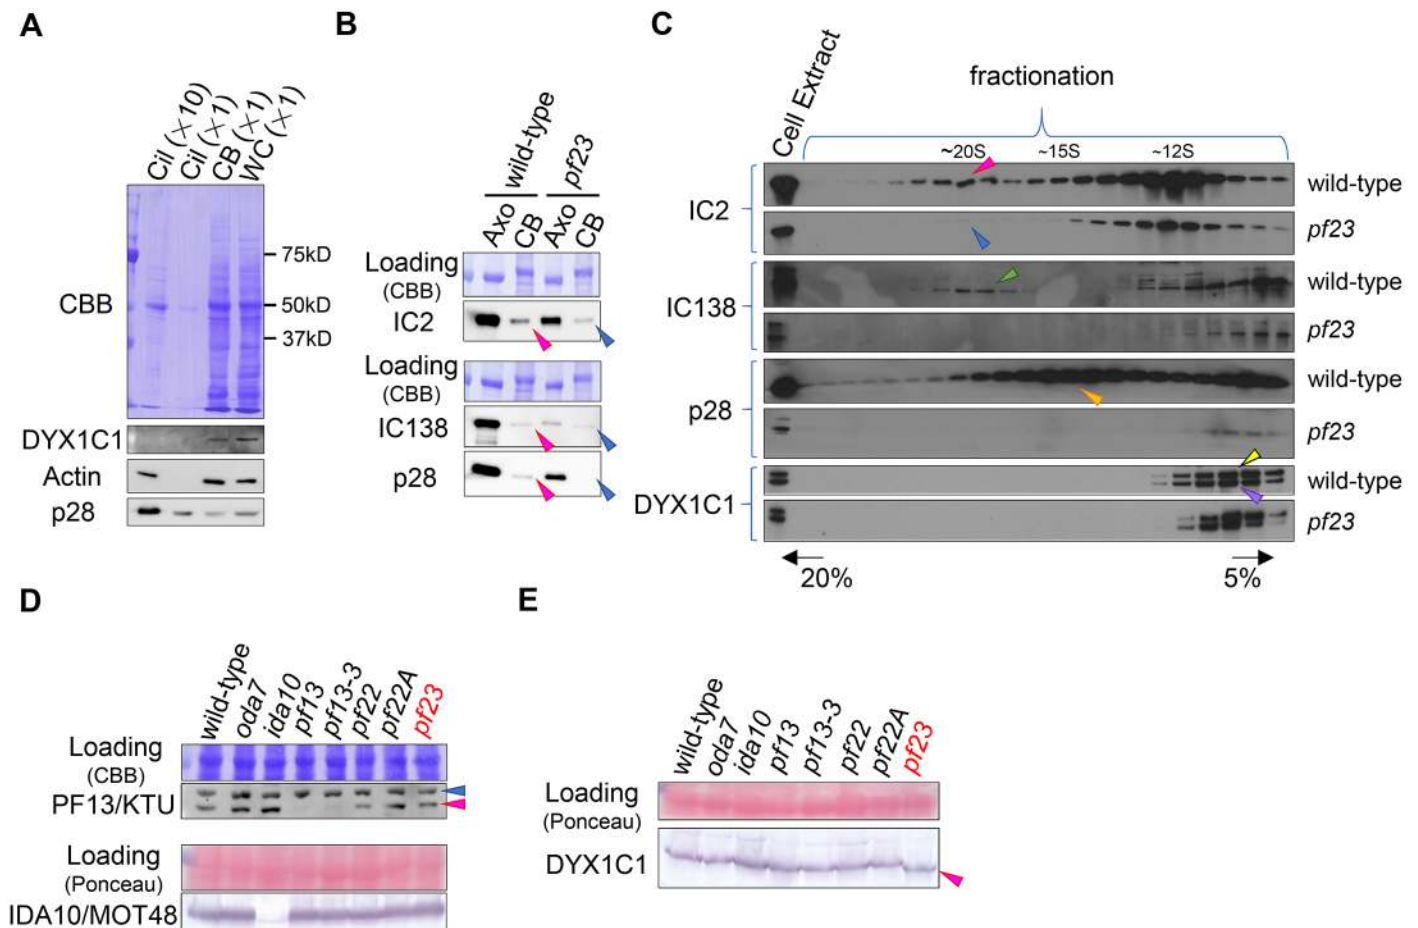 A
Cil (×10)
Cil (×1)
CB (×1)
WC (×1)
CBB
75kD
50kD
37kD
DYX1C1
Actin
p28
B
wild-type
pf23
Axo
CB
Axo
CB
Loading
(CBB)
IC2
Loading
(CBB)
IC138
p28
C
Cell Extract
fractionation
~20S
~15S
~12S
IC2
wild-type
pf23
IC138
wild-type
pf23
p28
wild-type
pf23
DYX1C1
wild-type
pf23
20%
5%
D
wild-type
oda7
ida10
pf13
pf13-3
pf22
pf22A
pf23
Loading
(CBB)
PF13/KTU
Loading
(Ponceau)
IDA10/MOT48
E
wild-type
oda7
ida10
pf13
pf13-3
pf22
pf22A
pf23
Loading
(Ponceau)
DYX1C1